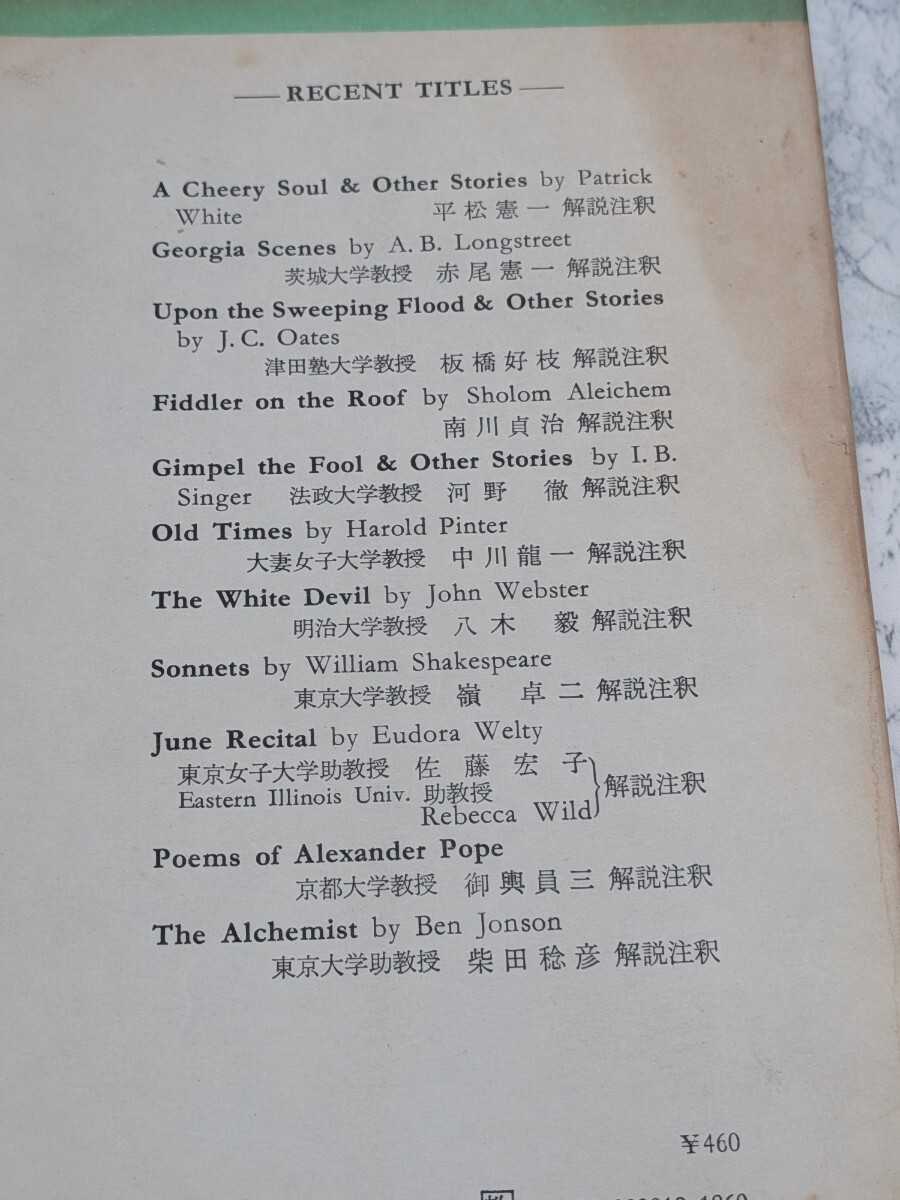 RECENT TITLES
A Cheery Soul & Other Stories by Patrick
White 平松憲一 解説注釈
Georgia Scenes by A. B. Longstreet
茨城大学教授 赤尾憲一 解説注釈
Upon the Sweeping Flood & Other Stories
by J. C. Oates
津田塾大学教授 板橋好枝 解説注釈
Fiddler on the Roof by Sholom Aleichem
南川貞治 解説注釈
Gimpel the Fool & Other Stories by I. B.
Singer 法政大学教授 河野 徹 解説注釈
Old Times by Harold Pinter
大妻女子大学教授 中川龍一 解説注釈
The White Devil by John Webster
明治大学教授 八木 毅 解説注釈
Sonnets by William Shakespeare
東京大学教授 嶺 卓二 解説注釈
June Recital by Eudora Welty
東京女子大学助教授 佐藤宏子
Eastern Illinois Univ. 助教授 解説注釈
Rebecca Wild
Poems of Alexander Pope
京都大学教授 御輿員三 解説注釈
The Alchemist by Ben Jonson
東京大学助教授 柴田稔彦 解説注釈
¥460